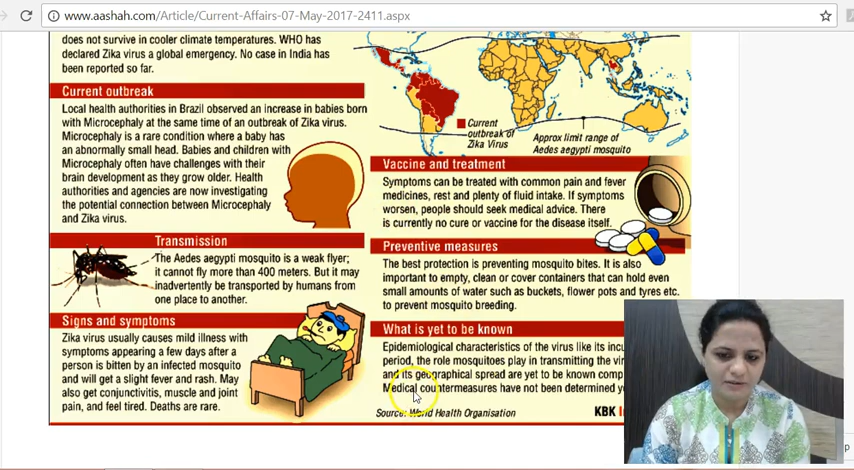 www.aashah.com/Article/Current-Affairs-07-May-2017-2411.aspx
does not survive in cooler climate temperatures. WHO has
declared Zika virus a global emergency. No case in India has
been reported so far.
Current outbreak
Local health authorities in Brazil observed an increase in babies born
with Microcephaly at the same time of an outbreak of Zika virus.
Microcephaly is a rare condition where a baby has
an abnormally small head. Babies and children with
Microcephaly often have challenges with their
brain development as they grow older. Health
authorities and agencies are now investigating
the potential connection between Microcephaly
and Zika virus.
Transmission
The Aedes aegypti mosquito is a weak flyer;
it cannot fly more than 400 meters. But it may
inadvertently be transported by humans from
one place to another.
Signs and symptoms
Zika virus usually causes mild illness with
symptoms appearing a few days after a
person is bitten by an infected mosquito
and will get a slight fever and rash. May
also get conjunctivitis, muscle and joint
pain, and feel tired. Deaths are rare.
Current
outbreak of
Zika Virus
Approx limit range of
Aedes aegypti mosquito
Vaccine and treatment
Symptoms can be treated with common pain and fever
medicines, rest and plenty of fluid intake. If symptoms
worsen, people should seek medical advice. There
is currently no cure or vaccine for the disease itself.
Preventive measures
The best protection is preventing mosquito bites. It is also
important to empty, clean or cover containers that can hold even
small amounts of water such as buckets, flower pots and tyres etc.
to prevent mosquito breeding.
What is yet to be known
Epidemiological characteristics of the virus like its incu
period, the role mosquitoes play in transmitting the vir
and its geographical spread are yet to be known comp
Medical countermeasures have not been determined y
Source: World Health Organisation
KBK In